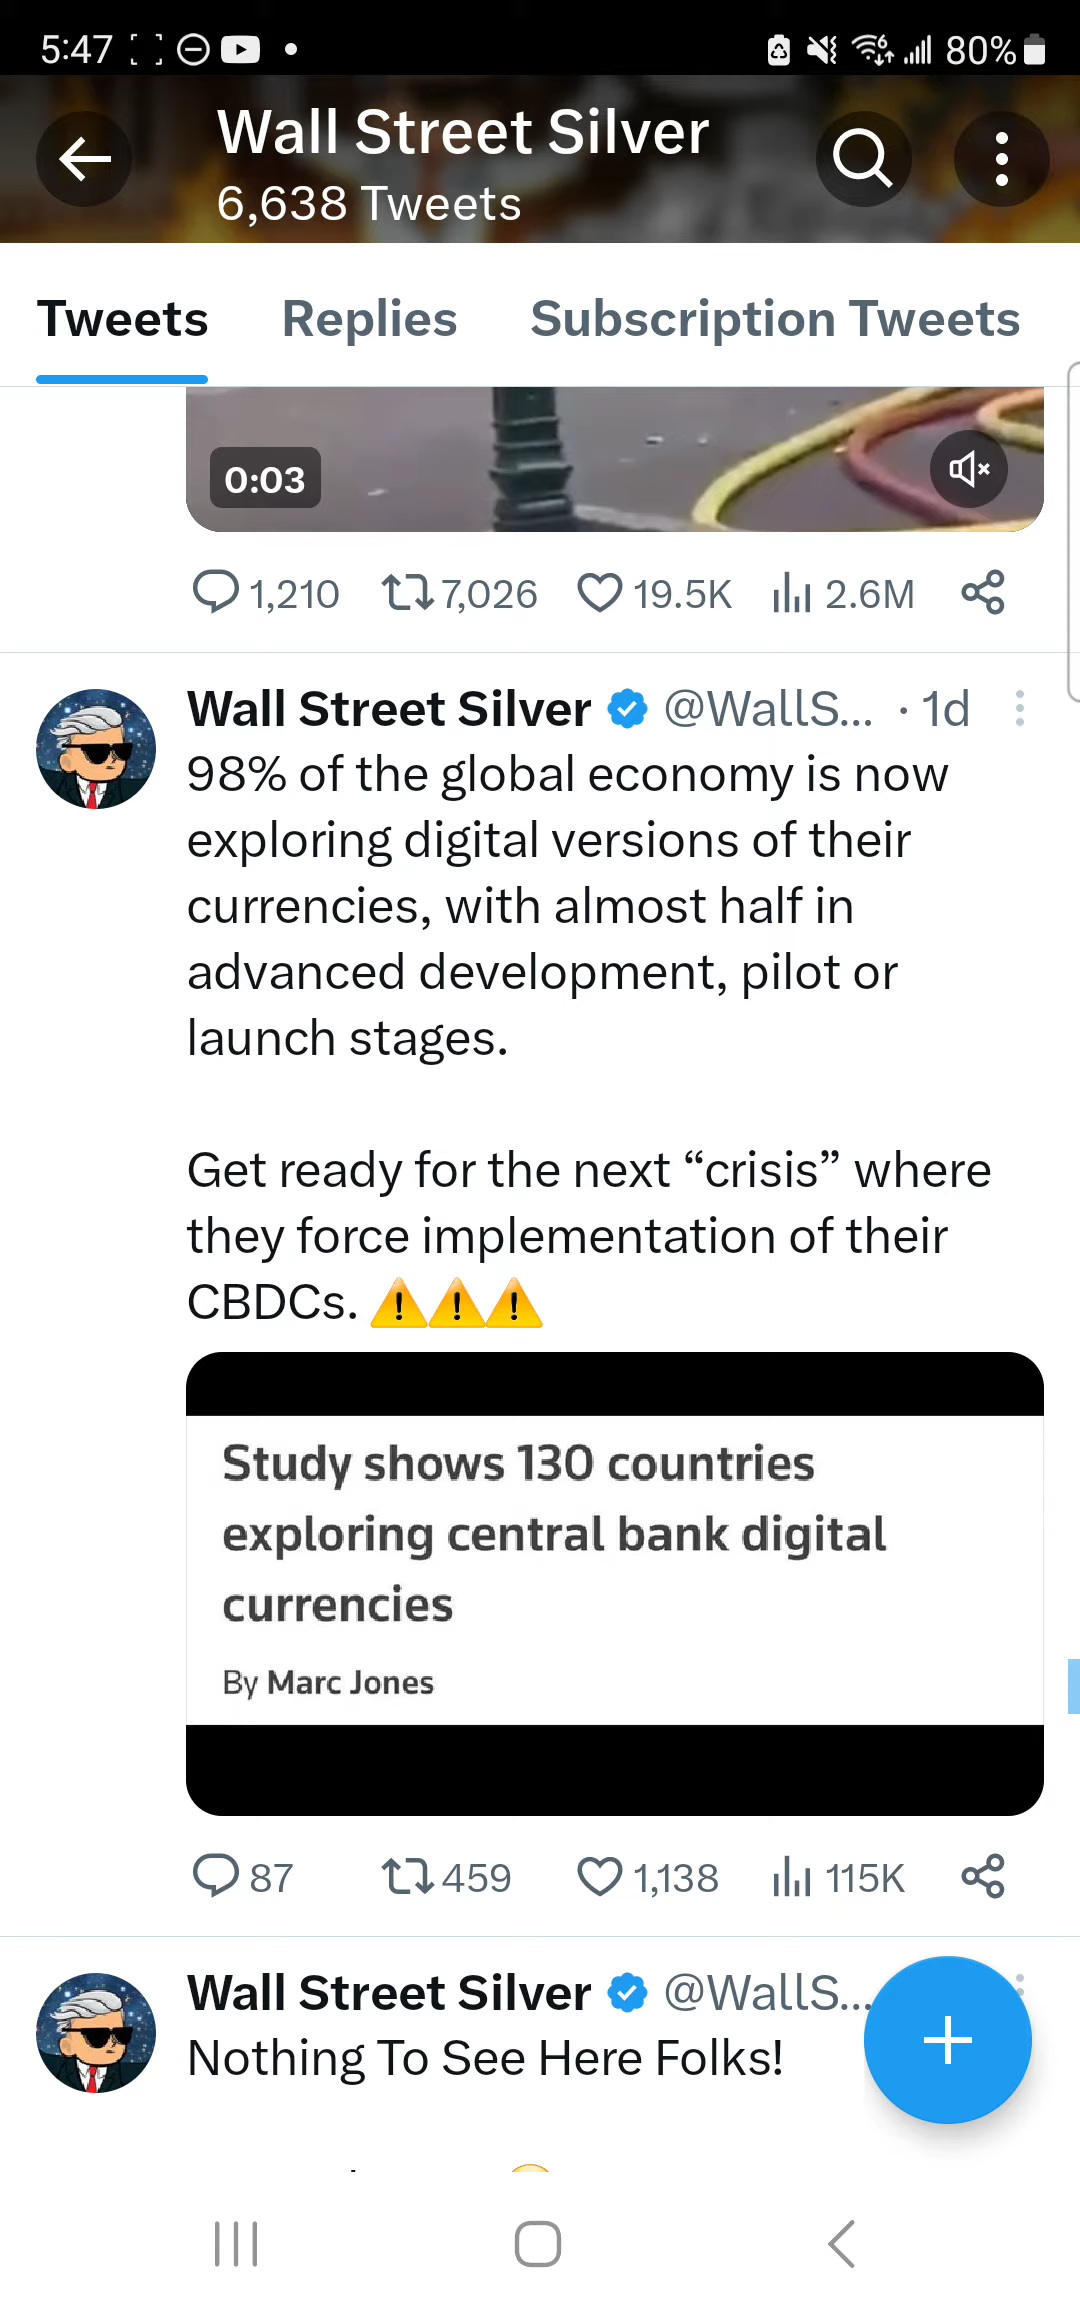 5:47
80%
Wall Street Silver
6,638 Tweets
Tweets Replies Subscription Tweets
0:03
1,210 7,026 19.5K 2.6M
Wall Street Silver @WallS... · 1d
98% of the global economy is now
exploring digital versions of their
currencies, with almost half in
advanced development, pilot or
launch stages.
Get ready for the next “crisis” where
they force implementation of their
CBDCs. ⚠️⚠️⚠️
Study shows 130 countries
exploring central bank digital
currencies
By Marc Jones
87 459 1,138 115K
Wall Street Silver @WallS...
Nothing To See Here Folks!